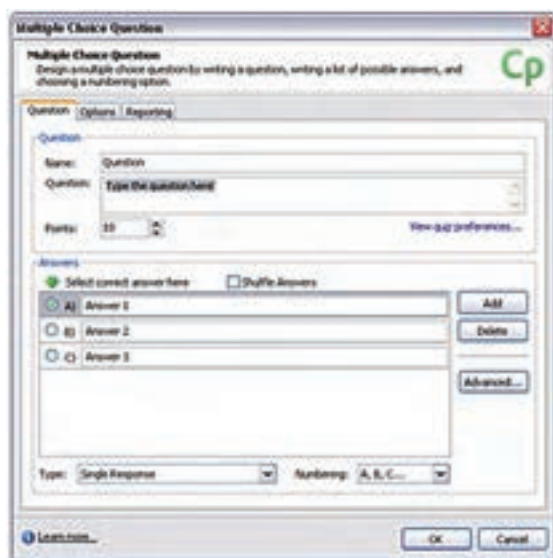 Multiple Choice Question
Multiple Choice Question
Design a multiple choice question by writing a question, writing a list of possible answers, and
choosing a numbering option.
Cp
Question Options Reporting
Question
Name: Question
Question: Type the question here
Points: 10 View quiz preferences...
Answers
Select correct answer here Shuffle Answers
A) Answer 1 Add
B) Answer 2 Delete
C) Answer 3
Advanced...
Type: Single Response Numbering: A, B, C...
Learn more... OK Cancel